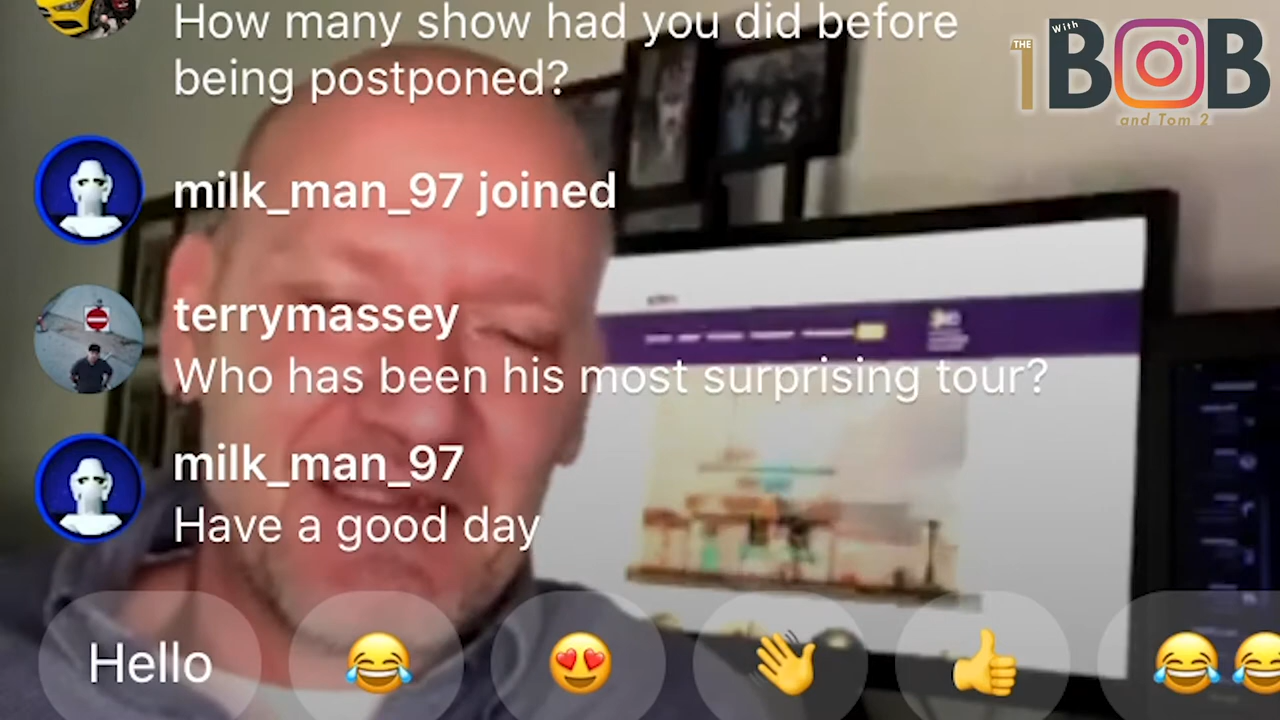 How many show had you did before
being postponed?
milk_man_97 joined
terrymassey
Who has been his most surprising tour?
milk_man_97
Have a good day
Hello
THE
1 With
BOB
and Tom 2